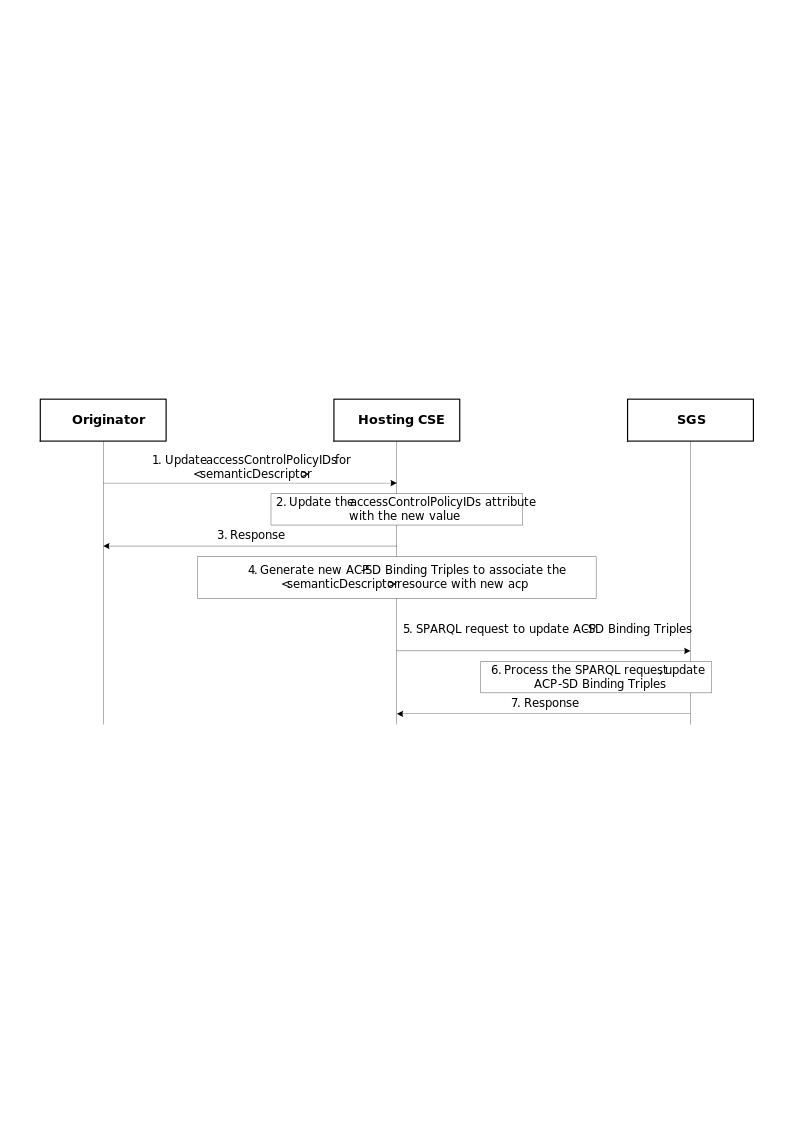 Originator
Hosting CSE
SGS
1. Update accessControlPolicyIDs for
<semanticDescriptor>
2. Update the accessControlPolicyIDs attribute
with the new value
3. Response
4. Generate new ACP-SD Binding Triples to associate the
<semanticDescriptor> resource with new acp
5. SPARQL request to update ACP-SD Binding Triples
6. Process the SPARQL request, update
ACP-SD Binding Triples
7. Response